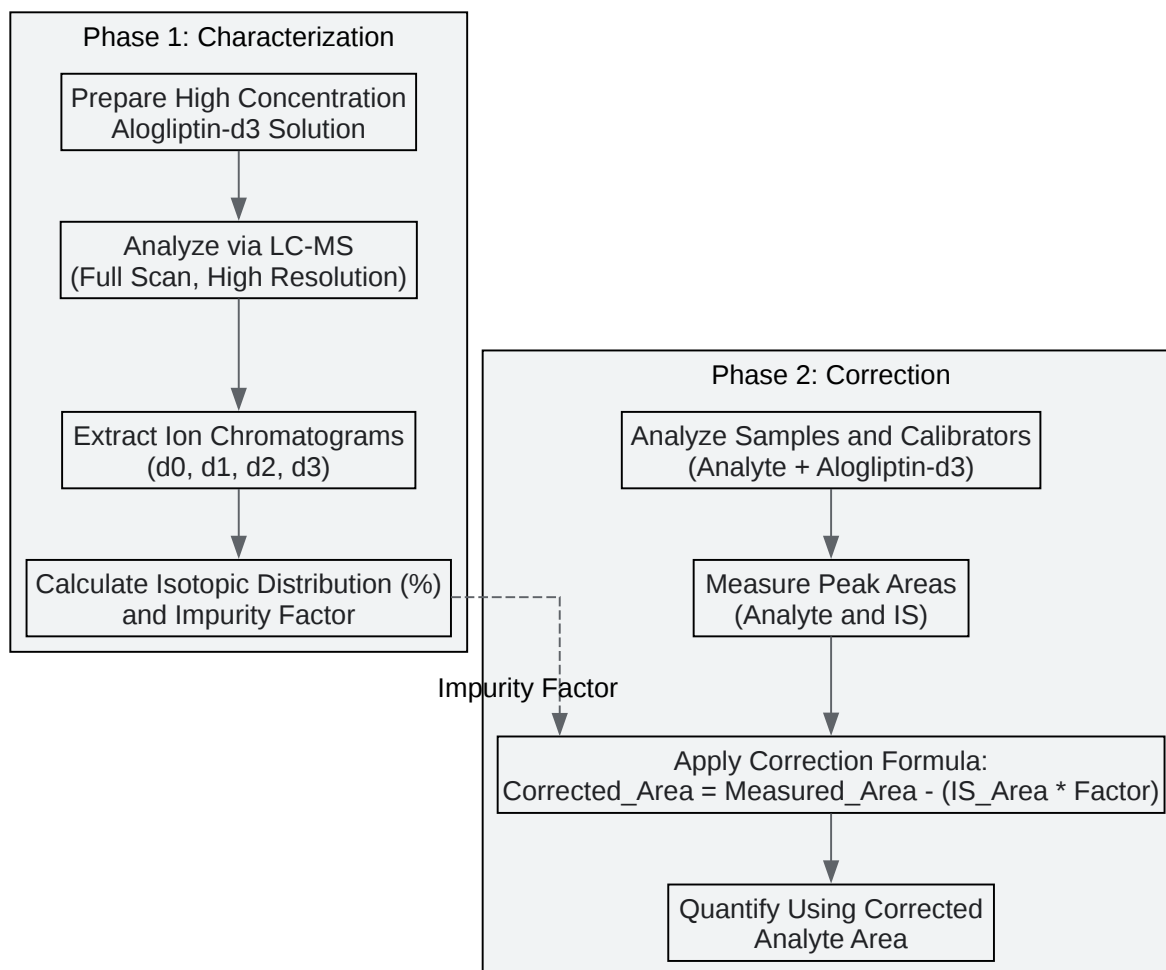 Phase 1: Characterization
Prepare High Concentration
Alogliptin-d3 Solution
Analyze via LC-MS
(Full Scan, High Resolution)
Extract Ion Chromatograms
(d0, d1, d2, d3)
Calculate Isotopic Distribution (%)
and Impurity Factor
Impurity Factor
Phase 2: Correction
Analyze Samples and Calibrators
(Analyte + Alogliptin-d3)
Measure Peak Areas
(Analyte and IS)
Apply Correction Formula:
Corrected_Area = Measured_Area - (IS_Area * Factor)
Quantify Using Corrected
Analyte Area